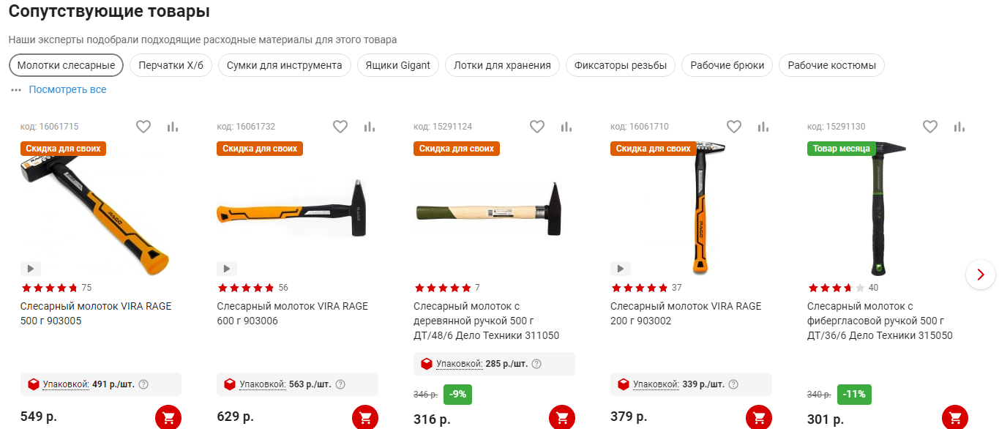 Сопутствующие товары
Наши эксперты подобрали подходящие расходные материалы для этого товара
Молотки слесарные
Перчатки Х/б
Сумки для инструмента
Ящики Gigant
Лотки для хранения
Фиксаторы резьбы
Рабочие брюки
Рабочие костюмы
••• Посмотреть все
код: 16061715
Скидка для своих
RAGE
75
Слесарный молоток VIRA RAGE
500 г 903005
Упаковкой: 491 р./шт. ?
549 р.
код: 16061732
Скидка для своих
RAGE
56
Слесарный молоток VIRA RAGE
600 г 903006
Упаковкой: 563 р./шт. ?
629 р.
код: 15291124
Скидка для своих
7
Слесарный молоток с
деревянной ручкой 500 г
ДТ/48/6 Дело Техники 311050
Упаковкой: 285 р./шт. ?
346 р. -9%
316 р.
код: 16061710
Скидка для своих
RAGE
37
Слесарный молоток VIRA RAGE
200 г 903002
Упаковкой: 339 р./шт. ?
379 р.
код: 15291130
Товар месяца
40
Слесарный молоток с
фибергласовой ручкой 500 г
ДТ/36/6 Дело Техники 315050
340 р. -11%
301 р.